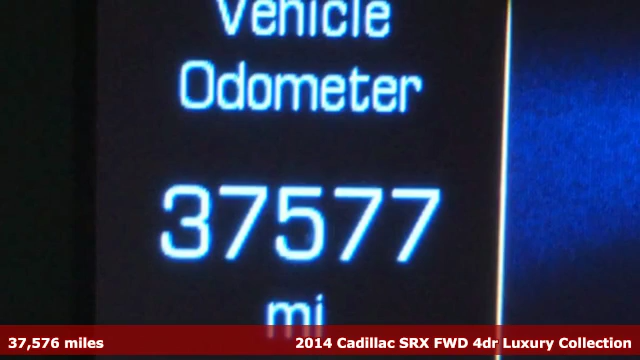 Vehicle
Odometer
37577
mi
37,576 miles
2014 Cadillac SRX FWD 4dr Luxury Collection